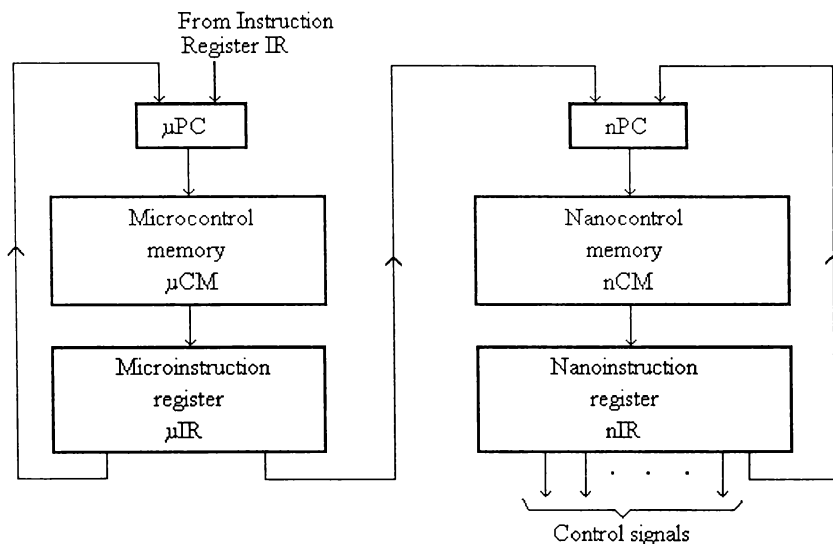 From Instruction
Register IR
µPC
nPC
Microcontrol
memory
µCM
Nanocontrol
memory
nCM
Microinstruction
register
µIR
Nanoinstruction
register
nIR
. . .
Control signals